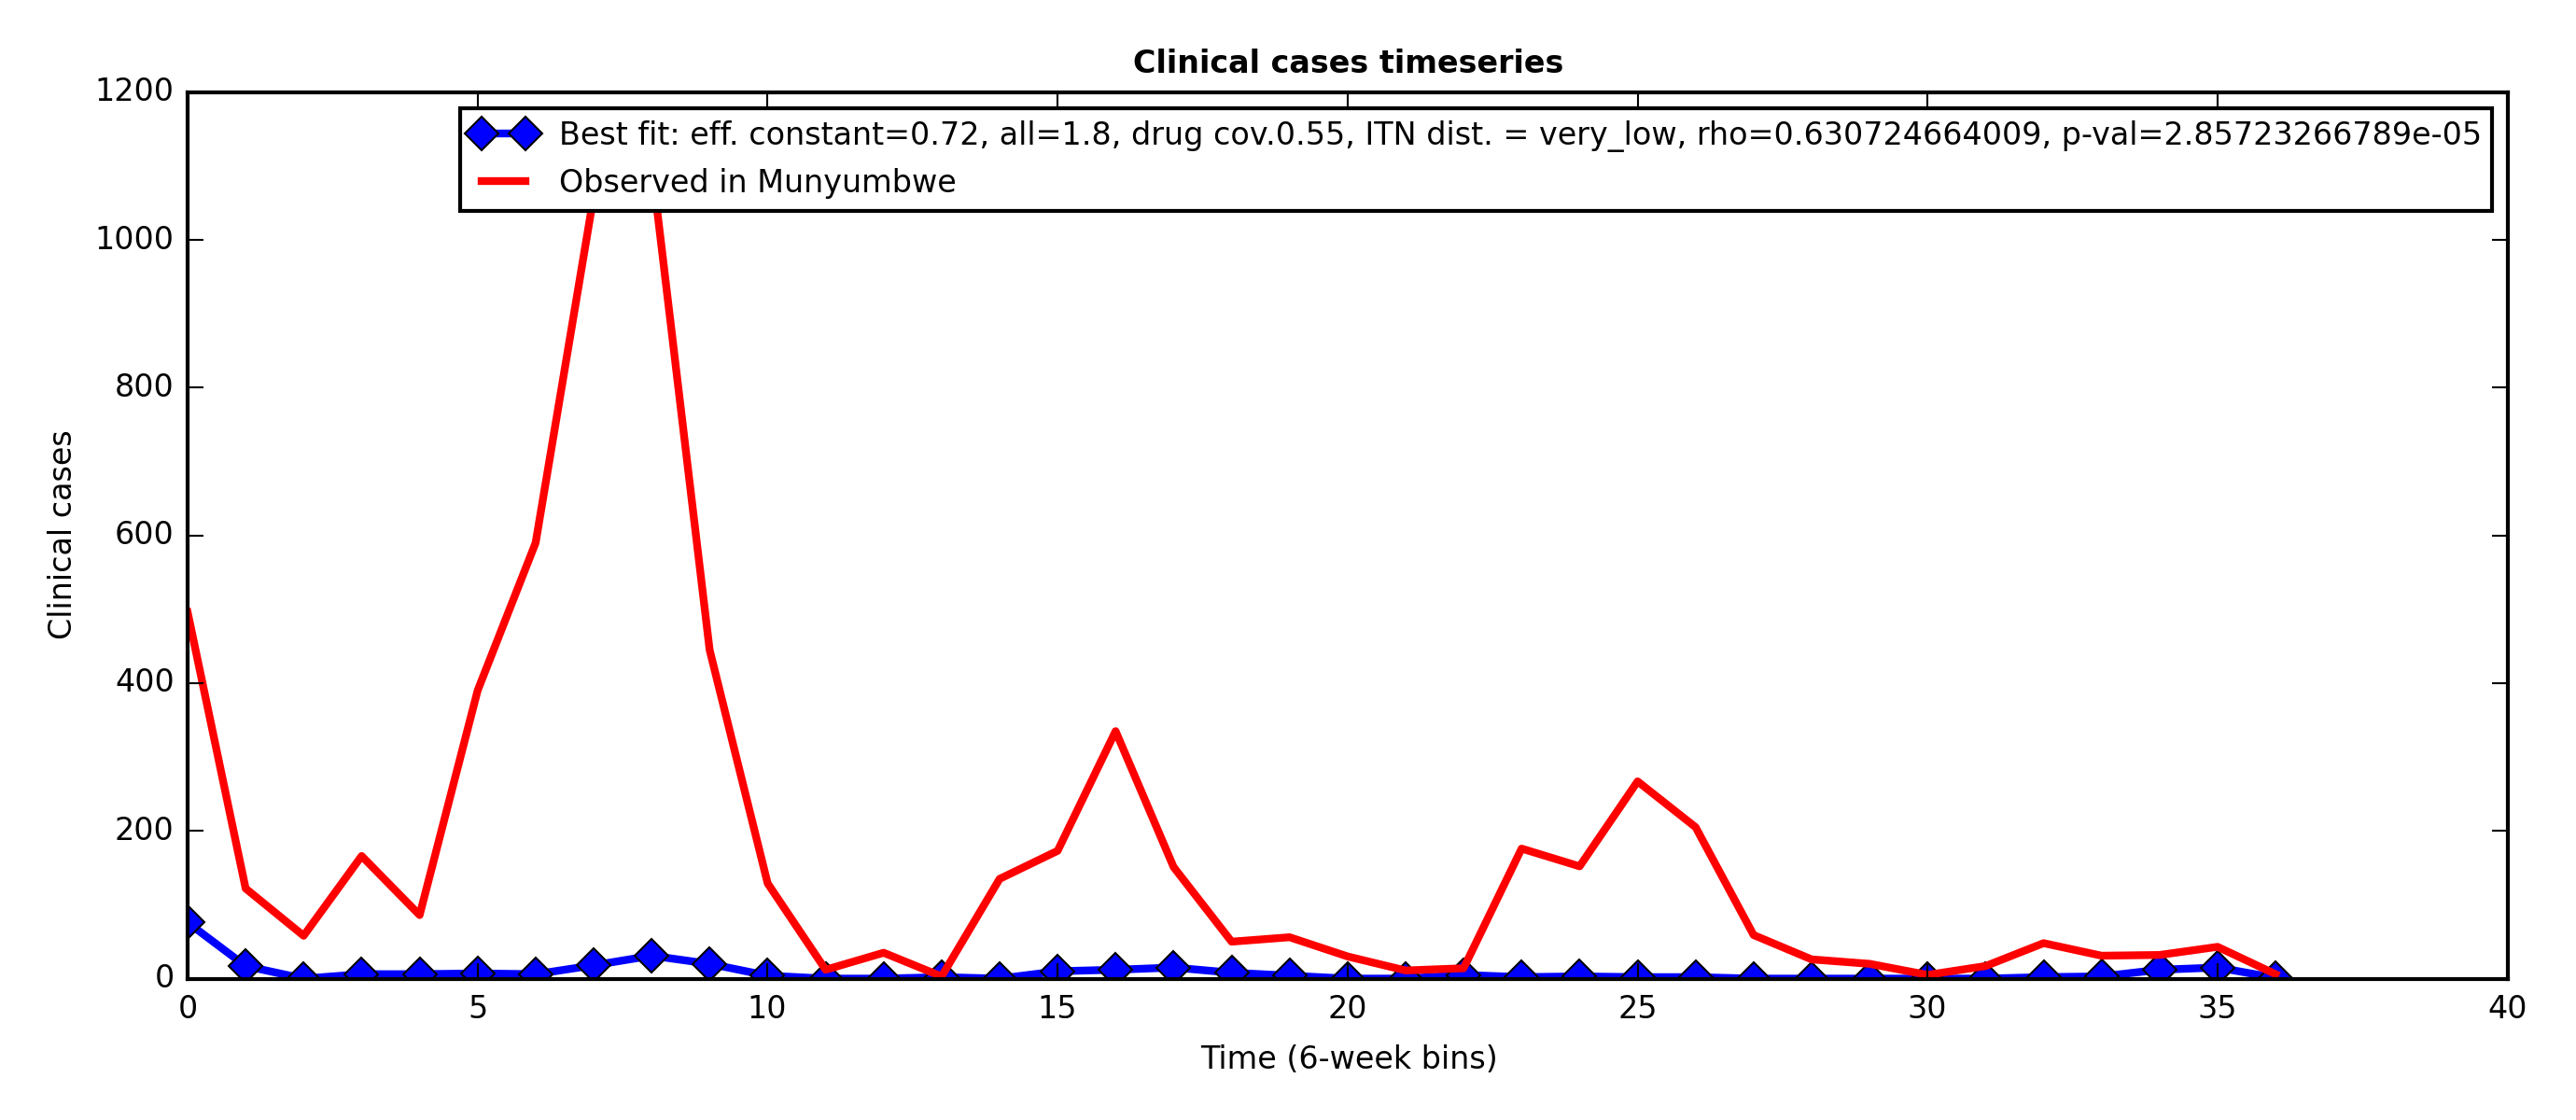 Clinical cases timeseries
1200
1000
800
600
400
200
0
Clinical cases
Best fit: eff. constant=0.72, all=1.8, drug cov.0.55, ITN dist. = very_low, rho=0.630724664009, p-val=2.85723266789e-05
Observed in Munyumbwe
0 5 10 15 20 25 30 35 40
Time (6-week bins)